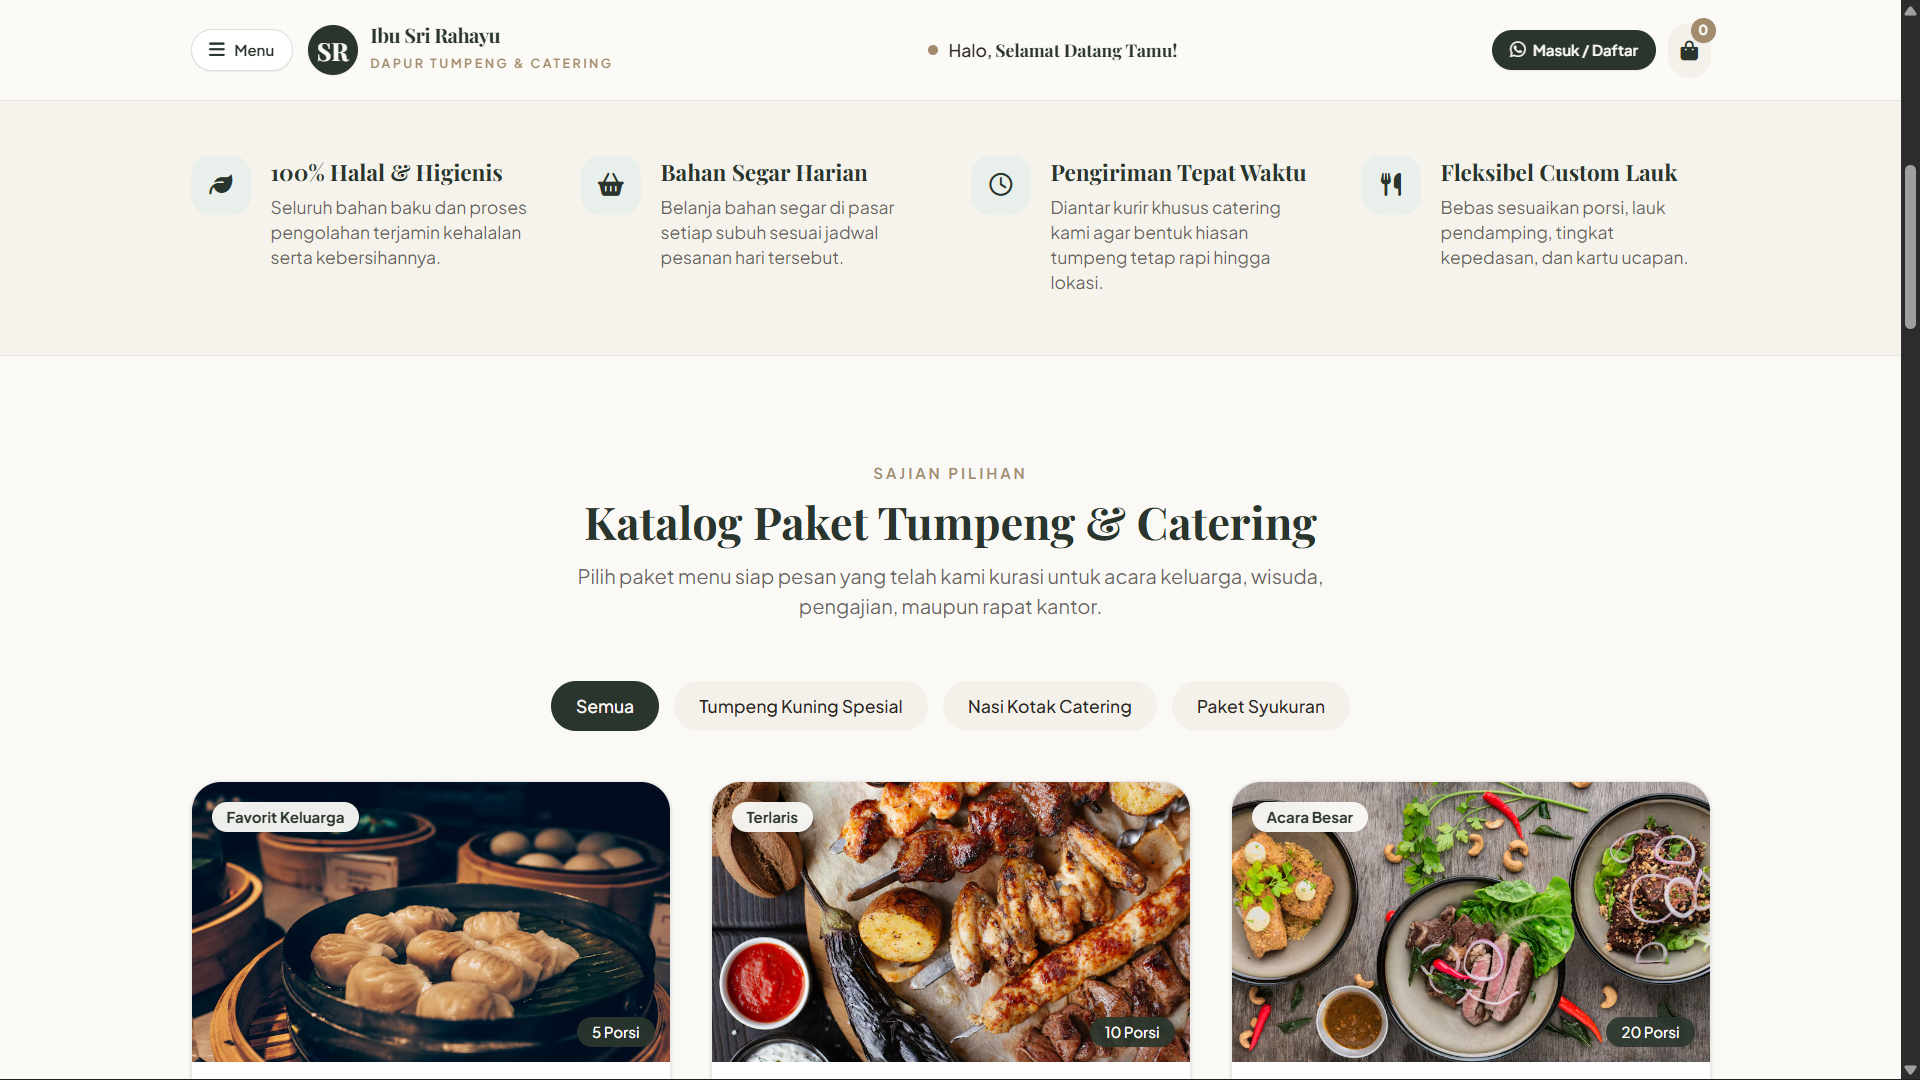 Menu
SR
Ibu Sri Rahayu
DAPUR TUMPENG & CATERING
Halo, Selamat Datang Tamu!
Masuk / Daftar
0
100% Halal & Higienis
Seluruh bahan baku dan proses
pengolahan terjamin kehalalan
serta kebersihannya.
Bahan Segar Harian
Belanja bahan segar di pasar
setiap subuh sesuai jadwal
pesanan hari tersebut.
Pengiriman Tepat Waktu
Diantar kurir khusus catering
kami agar bentuk hiasan
tumpeng tetap rapi hingga
lokasi.
Fleksibel Custom Lauk
Bebas sesuaikan porsi, lauk
pendamping, tingkat
kepedasan, dan kartu ucapan.
SAJIAN PILIHAN
Katalog Paket Tumpeng & Catering
Pilih paket menu siap pesan yang telah kami kurasi untuk acara keluarga, wisuda,
pengajian, maupun rapat kantor.
Semua
Tumpeng Kuning Spesial
Nasi Kotak Catering
Paket Syukuran
Favorit Keluarga
5 Porsi
Terlaris
10 Porsi
Acara Besar
20 Porsi